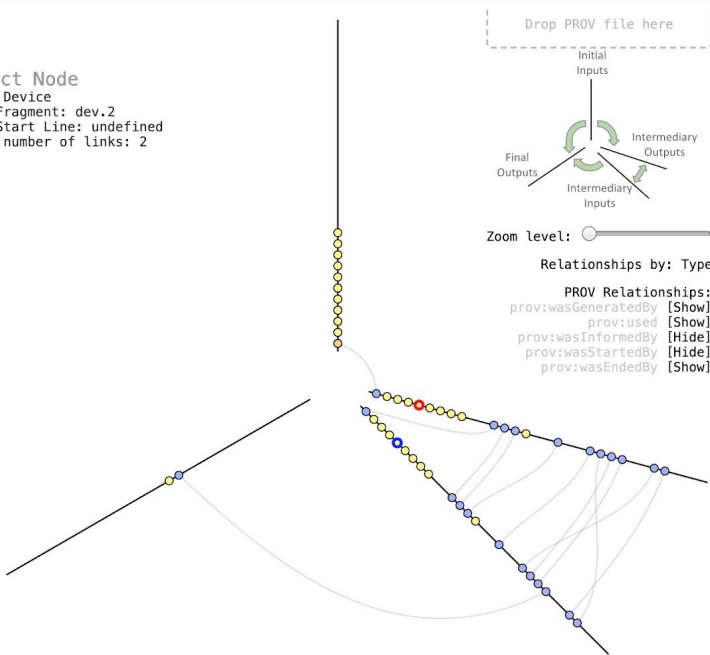 Drop PROV file here
Initial
Inputs
Intermediary
Outputs
Final
Outputs
Intermediary
Inputs
ct Node
Device
Fragment: dev.2
Start Line: undefined
number of links: 2
Zoom level:
Relationships by: Type
PROV Relationships:
prov:wasGeneratedBy [Show]
prov:used [Show]
prov:wasInformedBy [Hide]
prov:wasStartedBy [Hide]
prov:wasEndedBy [Show]